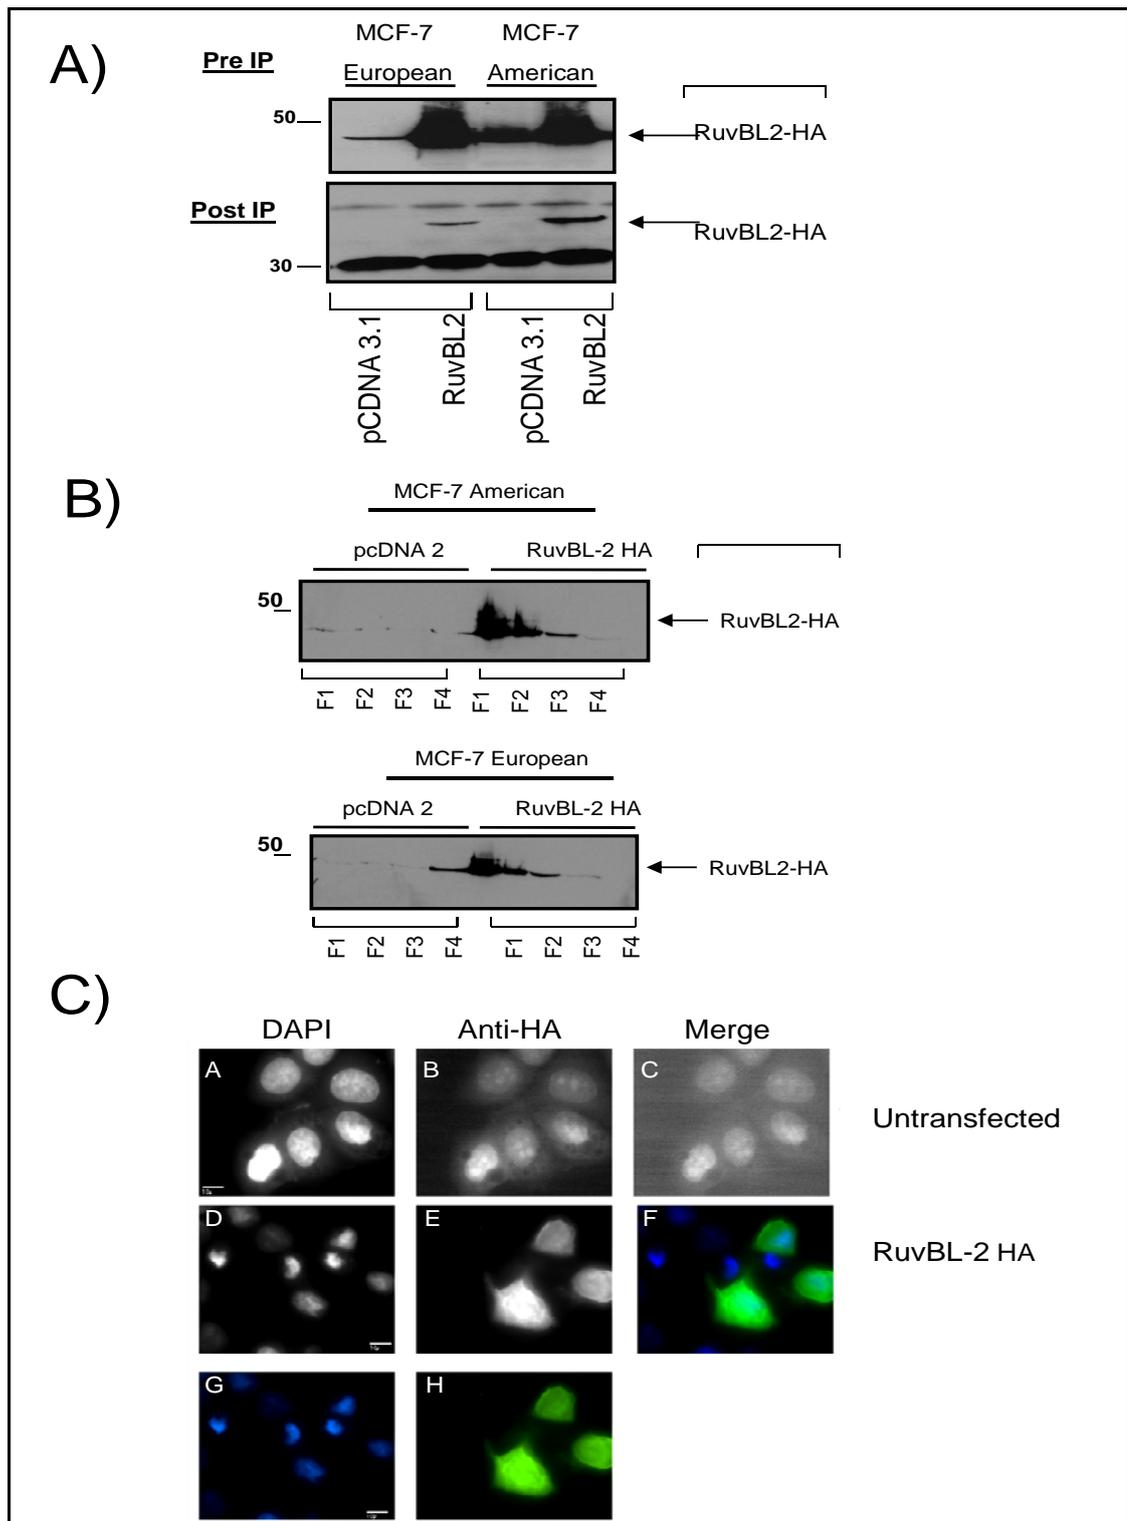 A)
Pre IP
MCF-7 MCF-7
European American
50
RuvBL2-HA
Post IP
RuvBL2-HA
30
pCDNA 3.1 RuvBL2 pCDNA 3.1 RuvBL2
B)
MCF-7 American
pcDNA 2 RuvBL-2 HA
50
RuvBL2-HA
F1 F2 F3 F4 F1 F2 F3 F4
MCF-7 European
pcDNA 2 RuvBL-2 HA
50
RuvBL2-HA
F1 F2 F3 F4 F1 F2 F3 F4
C)
DAPI Anti-HA Merge
A B C
Untransfected
D E F
RuvBL-2 HA
G H